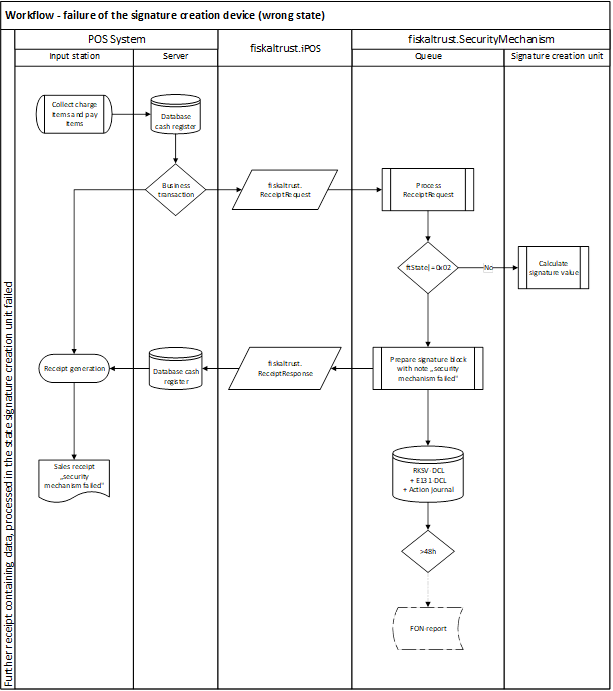 Workflow - failure of the signature creation device (wrong state)
POS System
fiskaltrust.iPOS
fiskaltrust.SecurityMechanism
Input station
Server
Queue
Signature creation unit
Further receipt containing data, processed in the state signature creation unit failed
Collect charge
items and pay
items
Database
cash register
Business
transaction
fiskaltrust.
ReceiptRequest
Process
ReceiptRequest
ftState|=0x02
No
Calculate
signature value
Receipt generation
Database cash
register
fiskaltrust.
ReceiptResponse
Prepare signature block
with note „security
mechanism failed"
Sales receipt
„security
mechanism failed"
RKSV-DCL
+ E131-DCL
+ Action journal
>48h
FON-report